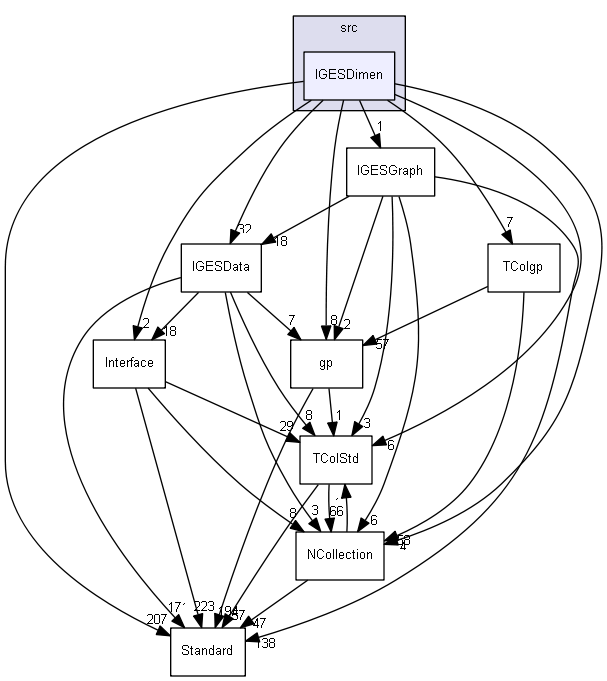 src
IGESDimen
1
IGESGraph
7
32
18
IGESData
TColgp
8
2
7
2
18
57
Interface
gp
8
1
3
29
6
TColStd
8
3
66
6
4
NCollection
207
223
47
138
Standard